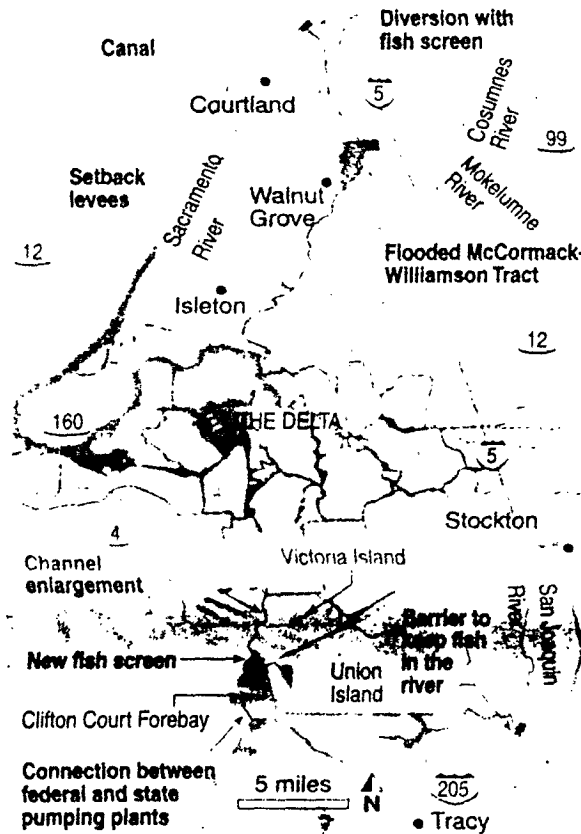 Canal
Diversion with
fish screen
Courtland
5
Cosumnes
River
99
Setback
levees
Sacramento
River
Walnut
Grove
Mokelumne
River
12
Flooded McCormack-
Williamson Tract
Isleton
12
160
THE DELTA
5
Stockton
4
Channel
enlargement
Victoria Island
Barrier to
keep fish
in the
river
San Joaquin
River
New fish screen
Union
Island
Clifton Court Forebay
Connection between
federal and state
pumping plants
5 miles
N
205
Tracy